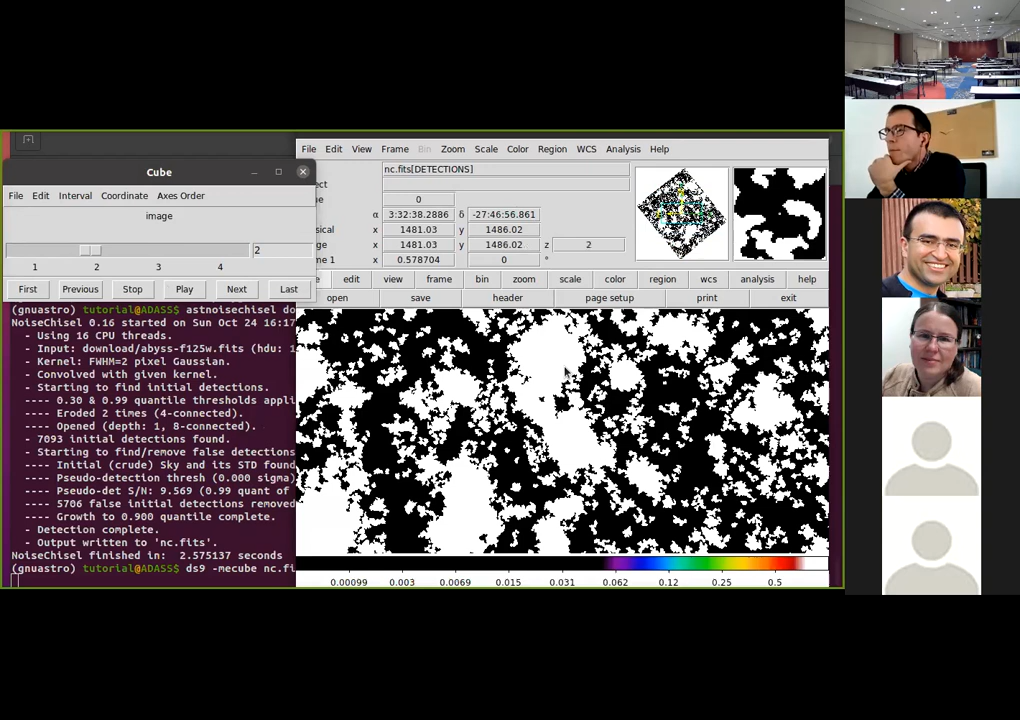 Cube
File Edit Interval Coordinate Axes Order
image
2
1 2 3 4
First Previous Stop Play Next Last
File Edit View Frame Bin Zoom Scale Color Region WCS Analysis Help
nc.fits[DETECTIONS]
ect
ue 0
α 3:32:38.2886 δ -27:46:56.861
sical x 1481.03 y 1486.02
ge x 1481.03 y 1486.02 z 2
me 1 x 0.578704 0 °
edit view frame bin zoom scale color region wcs analysis help
open save header page setup print exit
(gnuastro) tutorial@ADASS$ astnoisechisel do
NoiseChisel 0.16 started on Sun Oct 24 16:17
- Using 16 CPU threads.
- Input: download/abyss-f125w.fits (hdu: 1
- Kernel: FWHM=2 pixel Gaussian.
- Convolved with given kernel.
- Starting to find initial detections.
---- 0.30 & 0.99 quantile thresholds appli
---- Eroded 2 times (4-connected).
---- Opened (depth: 1, 8-connected).
- 7093 initial detections found.
- Starting to find/remove false detections
---- Initial (crude) Sky and its STD found
---- Pseudo-detection thresh (0.000 sigma)
---- Pseudo-det S/N: 9.569 (0.99 quant of
---- 5706 false initial detections removed
---- Growth to 0.900 quantile complete.
- Detection complete.
- Output written to 'nc.fits'.
NoiseChisel finished in: 2.575137 seconds
(gnuastro) tutorial@ADASS$ ds9 -mecube nc.fi
0.00099 0.003 0.0069 0.015 0.031 0.062 0.12 0.25 0.5